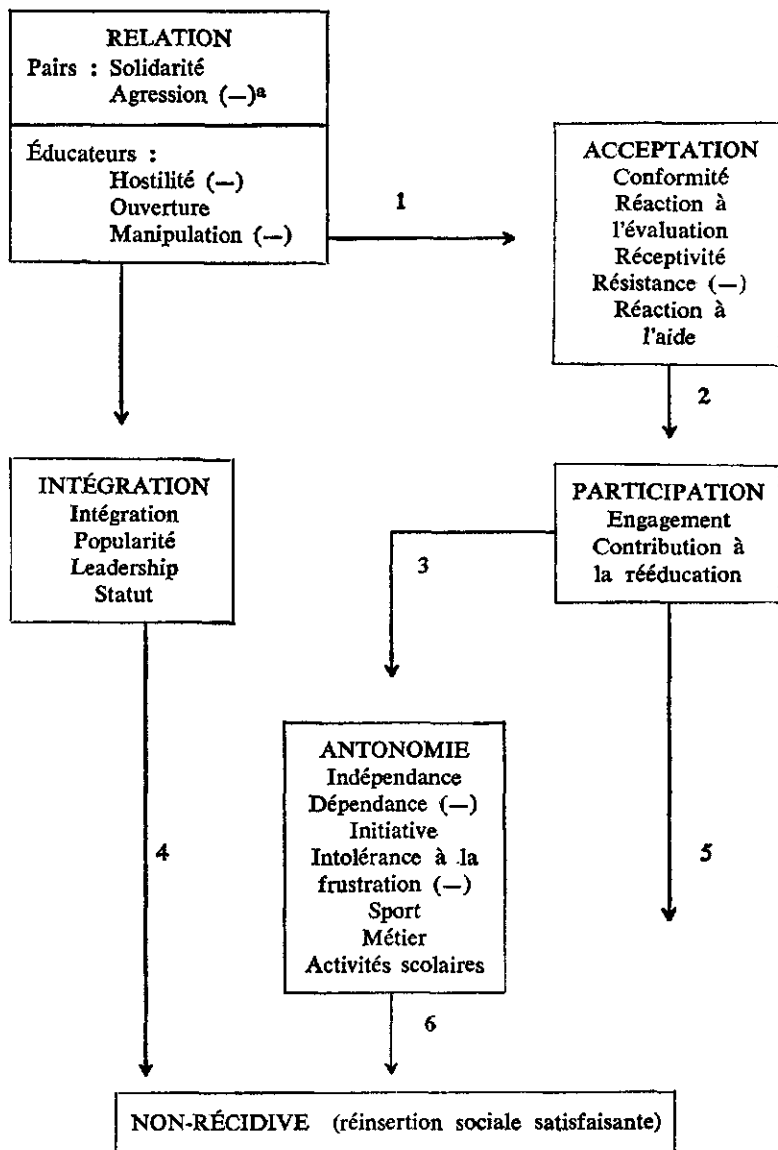 RELATION
Pairs : Solidarité
Agression (—)a
Éducateurs :
Hostilité (—)
Ouverture
Manipulation (—)
1
ACCEPTATION
Conformité
Réaction à
l'évaluation
Réceptivité
Résistance (—)
Réaction à
l'aide
2
INTÉGRATION
Intégration
Popularité
Leadership
Statut
PARTICIPATION
Engagement
Contribution à
la rééducation
3
ANTONOMIE
Indépendance
Dépendance (—)
Initiative
Intolérance à la
frustration (—)
Sport
Métier
Activités scolaires
4
5
6
NON-RÉCIDIVE (réinsertion sociale satisfaisante)